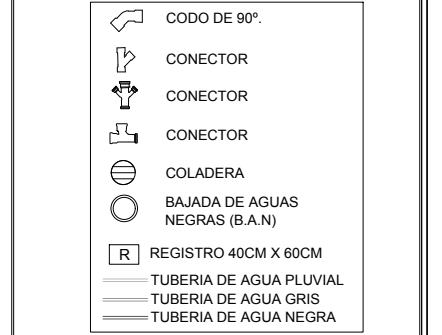 CODO DE 90º.
CONECTOR
CONECTOR
CONECTOR
COLADERA
BAJADA DE AGUAS
NEGRAS (B.A.N)
R REGISTRO 40CM X 60CM
TUBERIA DE AGUA PLUVIAL
TUBERIA DE AGUA GRIS
TUBERIA DE AGUA NEGRA